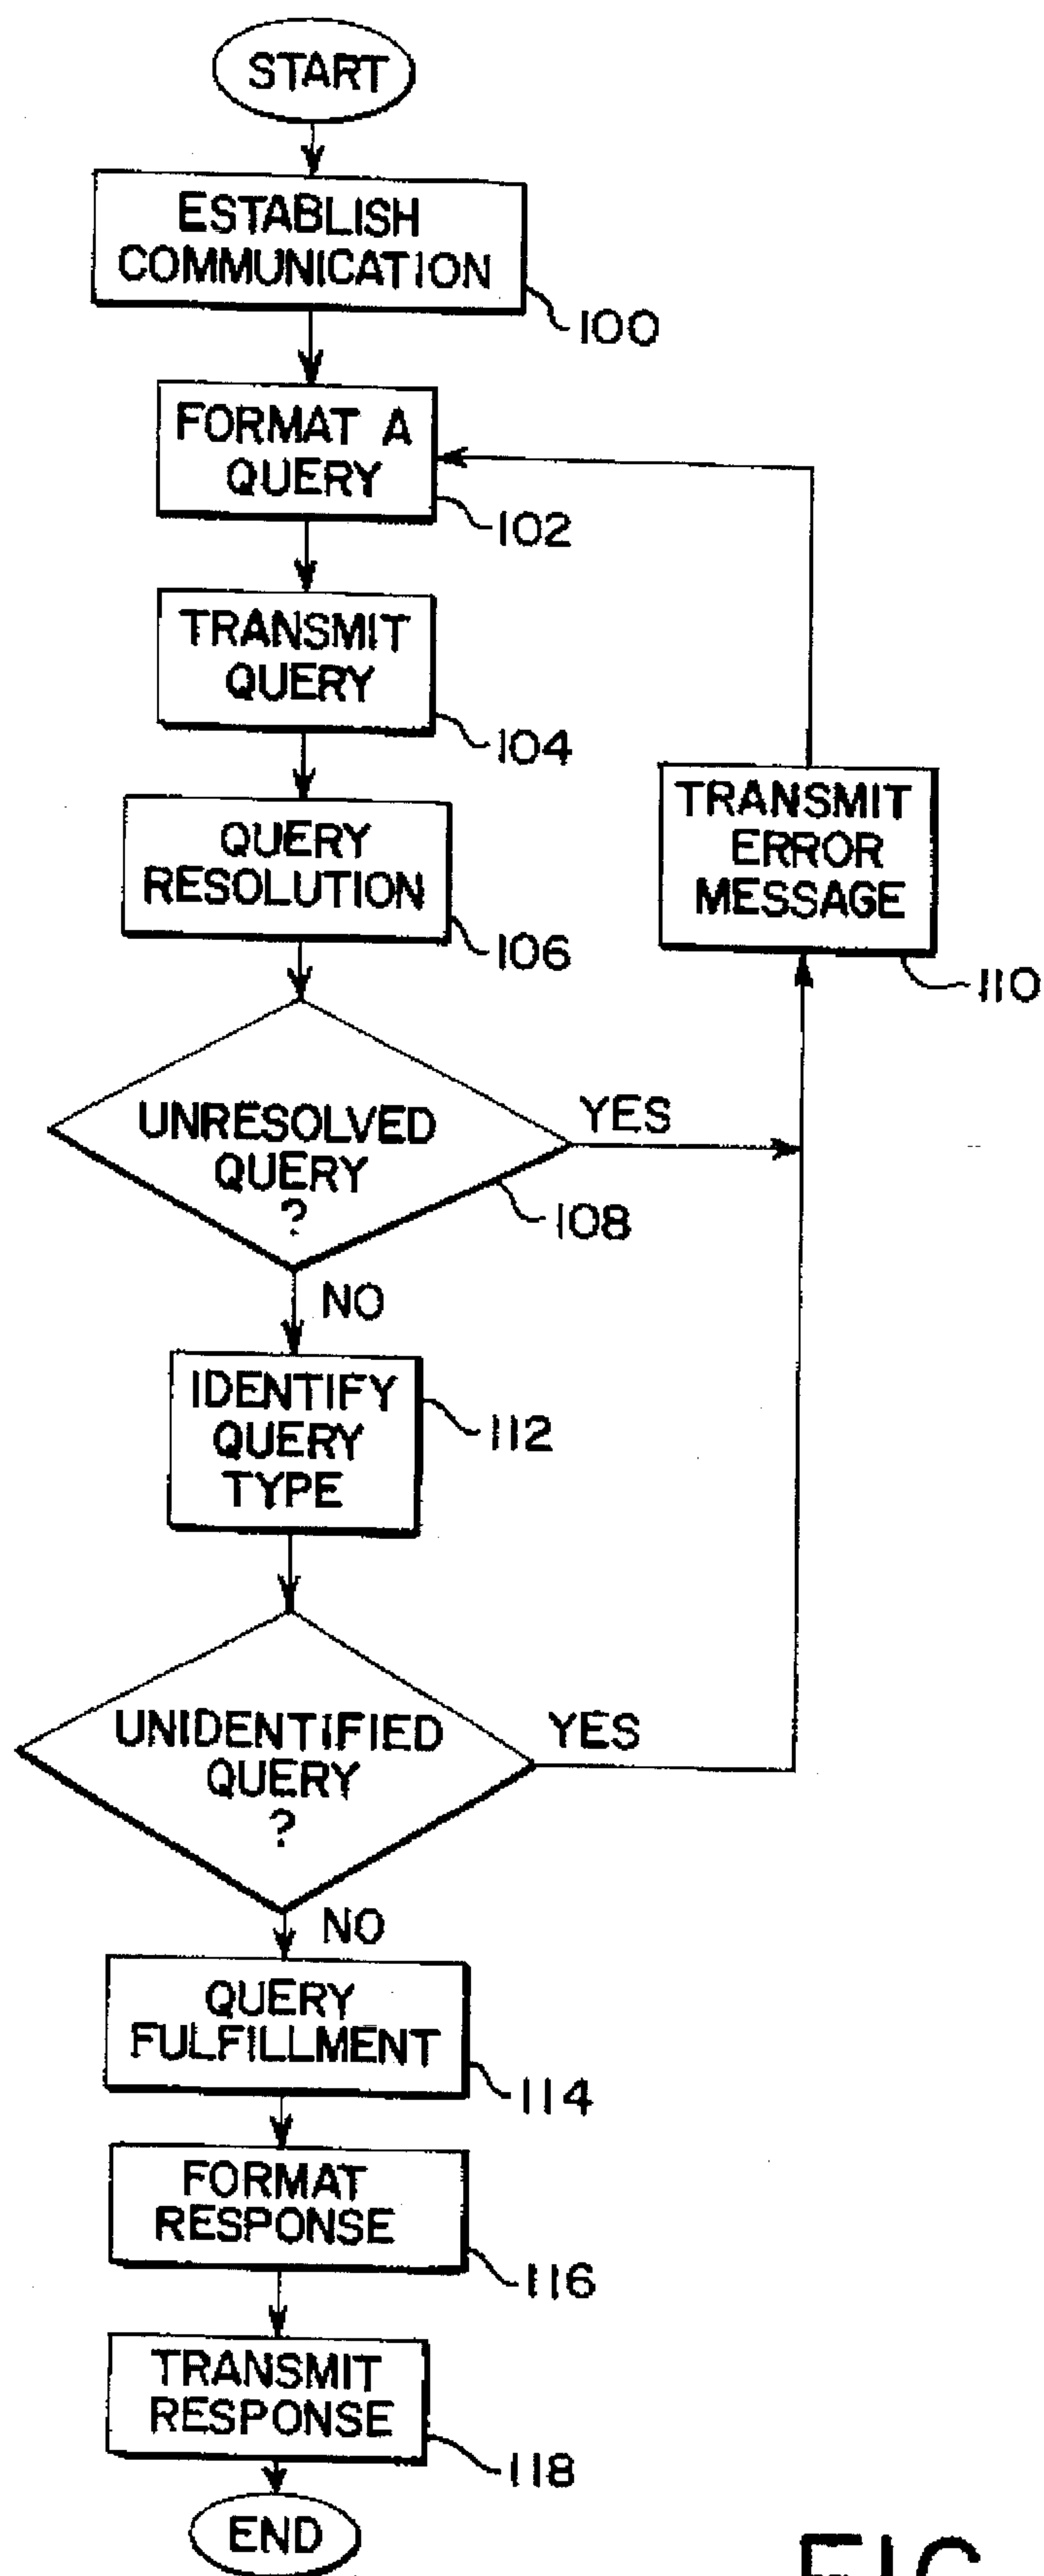 START
ESTABLISH
COMMUNICATION
100
FORMAT A
QUERY
102
TRANSMIT
QUERY
104
QUERY
RESOLUTION
106
TRANSMIT
ERROR
MESSAGE
110
UNRESOLVED
QUERY
?
YES
108
NO
IDENTIFY
QUERY
TYPE
112
UNIDENTIFIED
QUERY
?
YES
NO
QUERY
FULFILLMENT
114
FORMAT
RESPONSE
116
TRANSMIT
RESPONSE
118
END
FIG